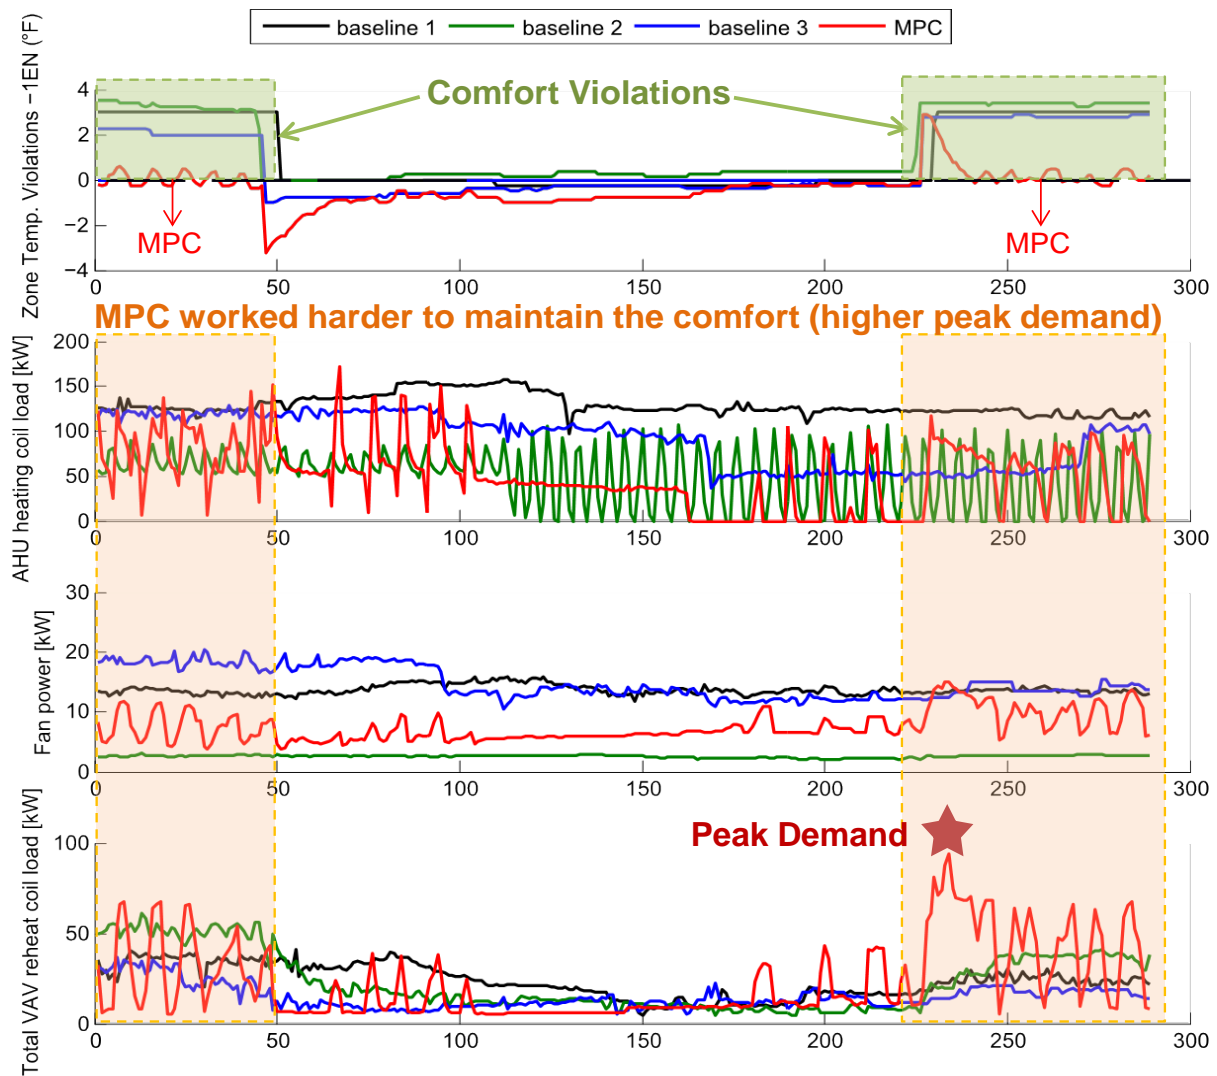 baseline 1 baseline 2 baseline 3 MPC
Zone Temp. Violations −1EN (°F)
4
2
0
−2
−4
Comfort Violations
MPC
MPC
0 50 100 150 200 250 300
MPC worked harder to maintain the comfort (higher peak demand)
AHU heating coil load [kW]
200
150
100
50
0
0 50 100 150 200 250 300
Fan power [kW]
30
20
10
0
0 50 100 150 200 250 300
Peak Demand
Total VAV reheat coil load [kW]
100
50
0
0 50 100 150 200 250 300